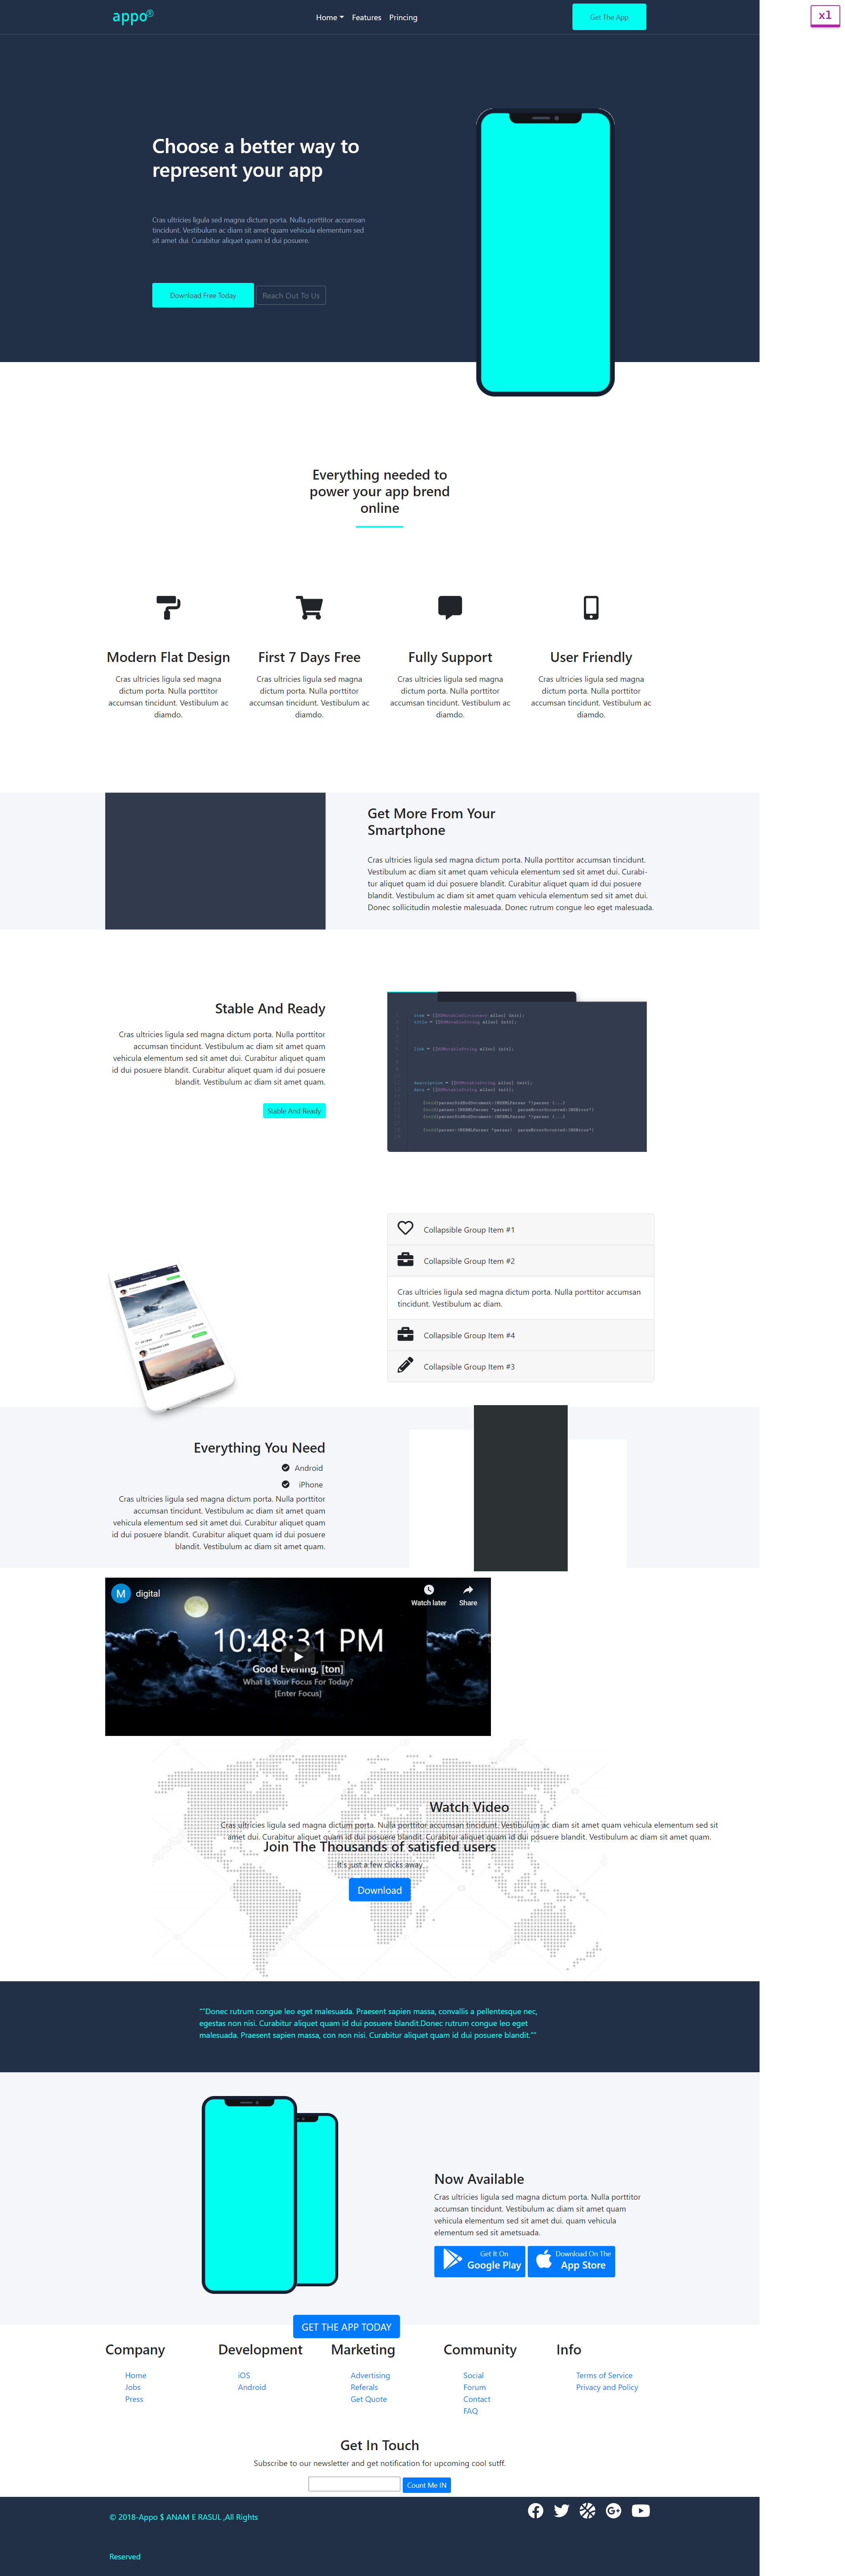 appo®
Home Features Princing
Get The App
x1
Choose a better way to
represent your app
Cras ultricies ligula sed magna dictum porta. Nulla porttitor accumsan
tincidunt. Vestibulum ac diam sit amet quam vehicula elementum sed
sit amet dui. Curabitur aliquet quam id dui posuere.
Download Free Today
Reach Out To Us
Everything needed to
power your app brend
online
Modern Flat Design
Cras ultricies ligula sed magna
dictum porta. Nulla porttitor
accumsan tincidunt. Vestibulum ac
diamdo.
First 7 Days Free
Cras ultricies ligula sed magna
dictum porta. Nulla porttitor
accumsan tincidunt. Vestibulum ac
diamdo.
Fully Support
Cras ultricies ligula sed magna
dictum porta. Nulla porttitor
accumsan tincidunt. Vestibulum ac
diamdo.
User Friendly
Cras ultricies ligula sed magna
dictum porta. Nulla porttitor
accumsan tincidunt. Vestibulum ac
diamdo.
Get More From Your
Smartphone
Cras ultricies ligula sed magna dictum porta. Nulla porttitor accumsan tincidunt.
Vestibulum ac diam sit amet quam vehicula elementum sed sit amet dui. Curabi-
tur aliquet quam id dui posuere blandit. Curabitur aliquet quam id dui posuere
blandit. Vestibulum ac diam sit amet quam vehicula elementum sed sit amet dui.
Donec sollicitudin molestie malesuada. Donec rutrum congue leo eget malesuada.
Stable And Ready
Cras ultricies ligula sed magna dictum porta. Nulla porttitor
accumsan tincidunt. Vestibulum ac diam sit amet quam
vehicula elementum sed sit amet dui. Curabitur aliquet quam
id dui posuere blandit. Curabitur aliquet quam id dui posuere
blandit. Vestibulum ac diam sit amet quam.
Stable And Ready
Collapsible Group Item #1
Collapsible Group Item #2
Cras ultricies ligula sed magna dictum porta. Nulla porttitor accumsan
tincidunt. Vestibulum ac diam.
Collapsible Group Item #4
Collapsible Group Item #3
Everything You Need
Android
iPhone
Cras ultricies ligula sed magna dictum porta. Nulla porttitor
accumsan tincidunt. Vestibulum ac diam sit amet quam
vehicula elementum sed sit amet dui. Curabitur aliquet quam
id dui posuere blandit. Curabitur aliquet quam id dui posuere
blandit. Vestibulum ac diam sit amet quam.
M digital
Watch later Share
10:48:31 PM
Good Evening, [ton]
What Is Your Focus For Today?
[Enter Focus]
Watch Video
Cras ultricies ligula sed magna dictum porta. Nulla porttitor accumsan tincidunt. Vestibulum ac diam sit amet quam vehicula elementum sed sit
amet dui. Curabitur aliquet quam id dui posuere blandit. Curabitur aliquet quam id dui posuere blandit. Vestibulum ac diam sit amet quam.
Join The Thousands of satisfied users
It's just a few clicks away
Download
""Donec rutrum congue leo eget malesuada. Praesent sapien massa, convallis a pellentesque nec,
egestas non nisi. Curabitur aliquet quam id dui posuere blandit.Donec rutrum congue leo eget
malesuada. Praesent sapien massa, con non nisi. Curabitur aliquet quam id dui posuere blandit.""
Now Available
Cras ultricies ligula sed magna dictum porta. Nulla porttitor
accumsan tincidunt. Vestibulum ac diam sit amet quam
vehicula elementum sed sit amet dui. quam vehicula
elementum sed sit ametsuada.
Get It On
Google Play
Download On The
App Store
GET THE APP TODAY
Company
Home
Jobs
Press
Development
iOS
Android
Marketing
Advertising
Referals
Get Quote
Community
Social
Forum
Contact
FAQ
Info
Terms of Service
Privacy and Policy
Get In Touch
Subscribe to our newsletter and get notification for upcoming cool sutff.
Count Me IN
© 2018-Appo $ ANAM E RASUL ,All Rights
Reserved